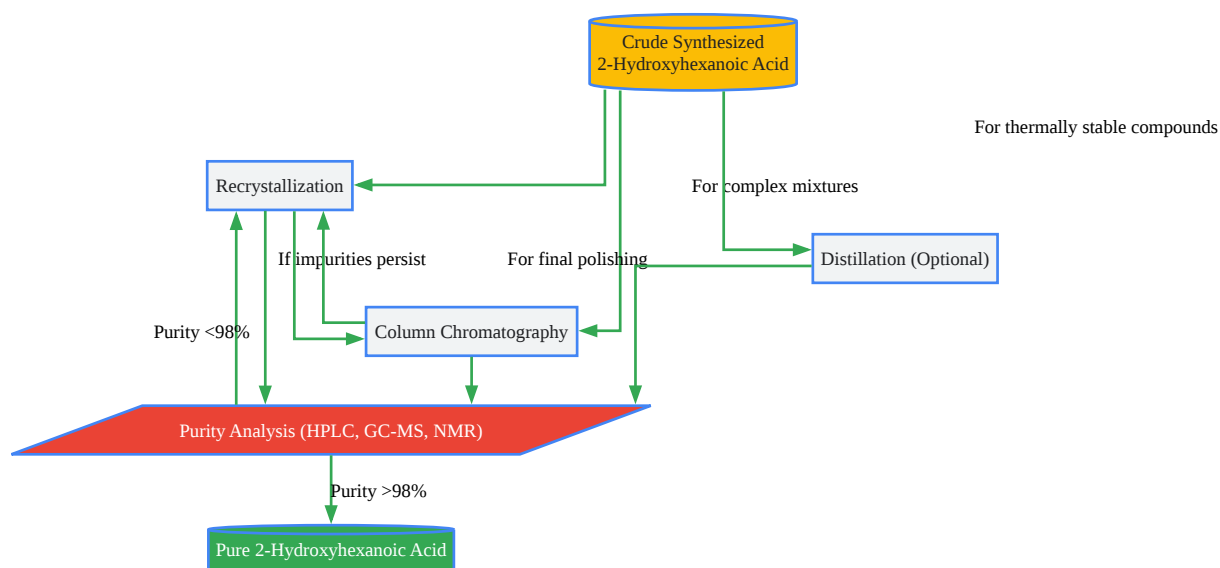 Crude Synthesized
2-Hydroxyhexanoic Acid
For thermally stable compounds
Recrystallization
For complex mixtures
If impurities persist
For final polishing
Distillation (Optional)
Purity <98%
Column Chromatography
Purity Analysis (HPLC, GC-MS, NMR)
Purity >98%
Pure 2-Hydroxyhexanoic Acid